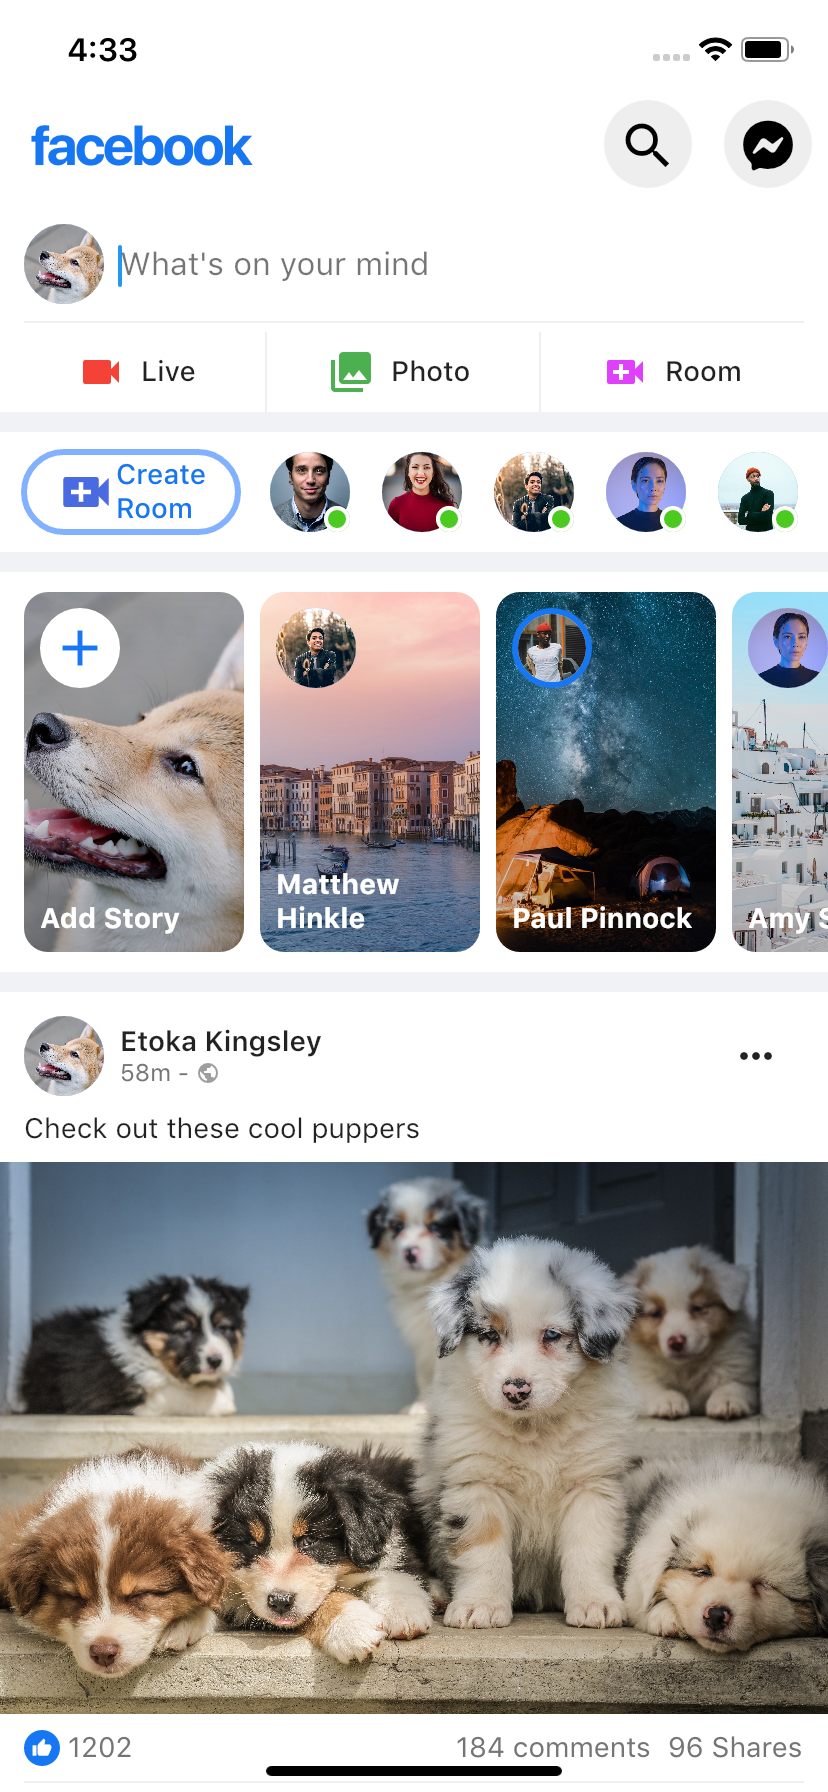 4:33
facebook
What's on your mind
Live
Photo
Room
Create
Room
Add Story
Matthew
Hinkle
Paul Pinnock
Amy S
Etoka Kingsley
58m -
Check out these cool puppers
1202
184 comments
96 Shares